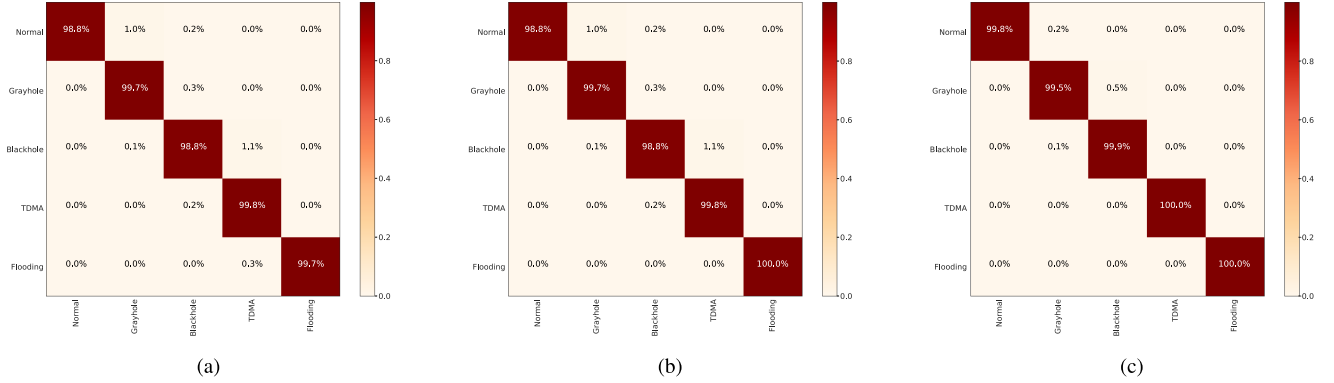 Normal 98.8% 1.0% 0.2% 0.0% 0.0%
Grayhole 0.0% 99.7% 0.3% 0.0% 0.0%
Blackhole 0.0% 0.1% 98.8% 1.1% 0.0%
TDMA 0.0% 0.0% 0.2% 99.8% 0.0%
Flooding 0.0% 0.0% 0.0% 0.3% 99.7%
Normal Grayhole Blackhole TDMA Flooding
0.8
0.6
0.4
0.2
0.0
(a)
Normal 98.8% 1.0% 0.2% 0.0% 0.0%
Grayhole 0.0% 99.7% 0.3% 0.0% 0.0%
Blackhole 0.0% 0.1% 98.8% 1.1% 0.0%
TDMA 0.0% 0.0% 0.2% 99.8% 0.0%
Flooding 0.0% 0.0% 0.0% 0.0% 100.0%
Normal Grayhole Blackhole TDMA Flooding
0.8
0.6
0.4
0.2
0.0
(b)
Normal 99.8% 0.2% 0.0% 0.0% 0.0%
Grayhole 0.0% 99.5% 0.5% 0.0% 0.0%
Blackhole 0.0% 0.1% 99.9% 0.0% 0.0%
TDMA 0.0% 0.0% 0.0% 100.0% 0.0%
Flooding 0.0% 0.0% 0.0% 0.0% 100.0%
Normal Grayhole Blackhole TDMA Flooding
0.8
0.6
0.4
0.2
0.0
(c)